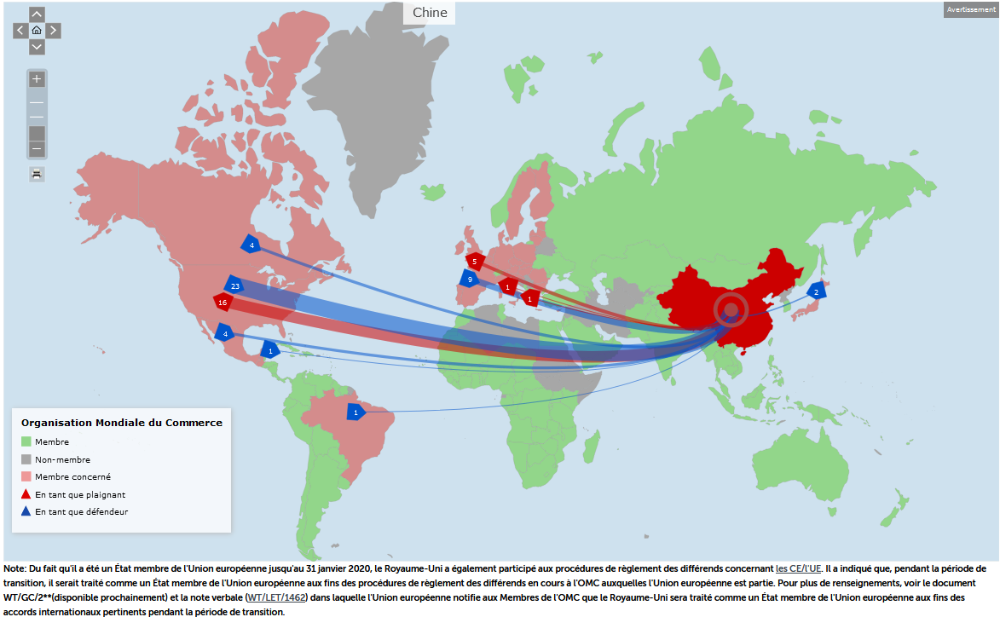 Chine
Avertissement
4
23
16
4
1
1
5
9
1
1
2
Organisation Mondiale du Commerce
Membre
Non-membre
Membre concerné
En tant que plaignant
En tant que défendeur
Note: Du fait qu'il a été un État membre de l'Union européenne jusqu'au 31 janvier 2020, le Royaume-Uni a également participé aux procédures de règlement des différends concernant les CE/l'UE. Il a indiqué que, pendant la période de
transition, il serait traité comme un État membre de l'Union européenne aux fins des procédures de règlement des différends en cours à l'OMC auxquelles l'Union européenne est partie. Pour plus de renseignements, voir le document
WT/GC/2**(disponible prochainement) et la note verbale (WT/LET/1462) dans laquelle l'Union européenne notifie aux Membres de l'OMC que le Royaume-Uni sera traité comme un État membre de l'Union européenne aux fins des
accords internationaux pertinents pendant la période de transition.